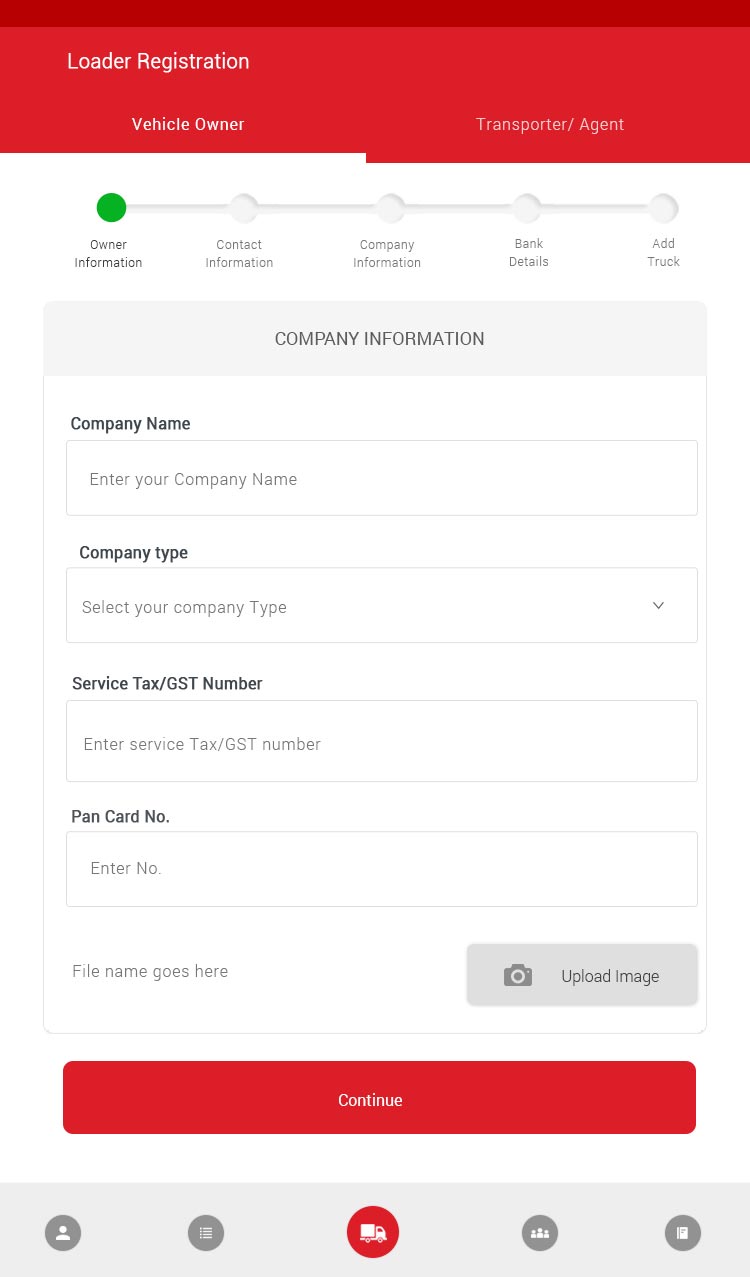 Loader Registration
Vehicle Owner
Transporter/ Agent
Owner
Information
Contact
Information
Company
Information
Bank
Details
Add
Truck
COMPANY INFORMATION
Company Name
Enter your Company Name
Company type
Select your company Type
Service Tax/GST Number
Enter service Tax/GST number
Pan Card No.
Enter No.
File name goes here
Upload Image
Continue